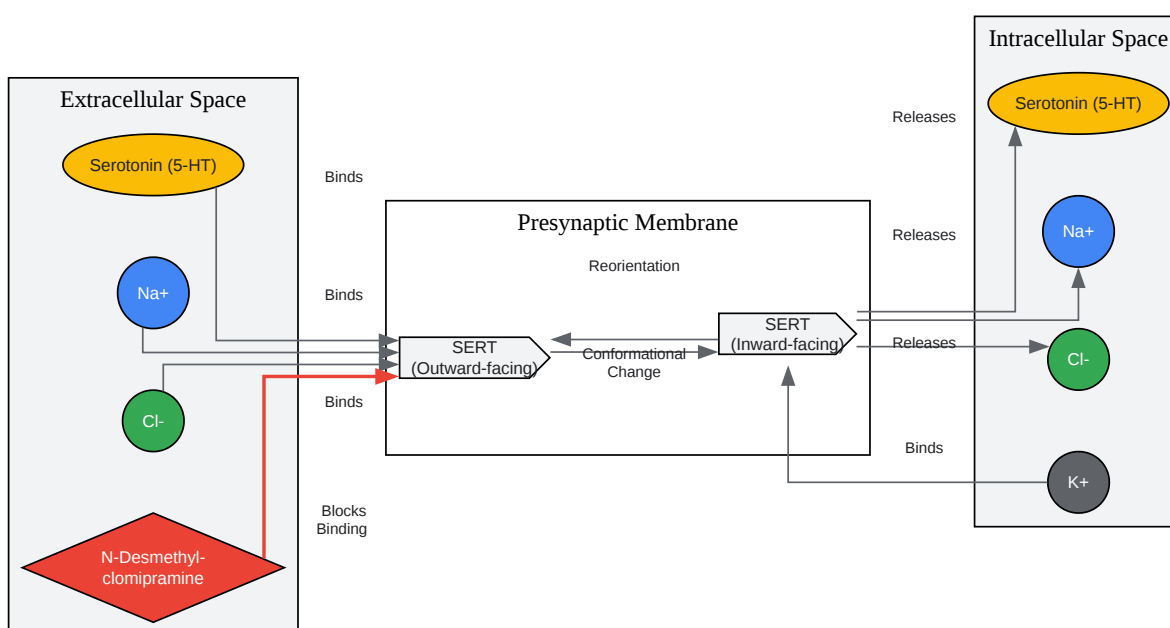 Extracellular Space
Serotonin (5-HT)
Na+
Cl-
N-Desmethyl-
clomipramine
Binds
Binds
Binds
Blocks
Binding
Presynaptic Membrane
Reorientation
SERT
(Outward-facing)
Conformational
Change
SERT
(Inward-facing)
Releases
Releases
Releases
Binds
Intracellular Space
Serotonin (5-HT)
Na+
Cl-
K+